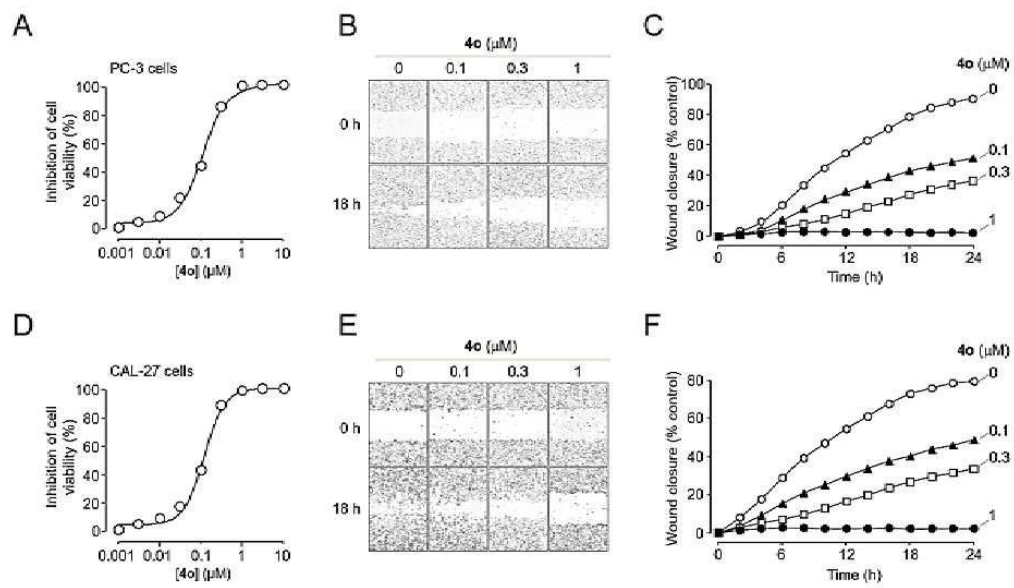 A
PC-3 cells
Inhibition of cell
viability (%)
100
80
60
40
20
0
0.001 0.01 0.1 1 10
[4o] (µM)
B
4o (µM)
0 0.1 0.3 1
0 h
18 h
C
4o (µM)
Wound closure (% control)
100
80
60
40
20
0
0
0.1
0.3
1
0 6 12 18 24
Time (h)
D
CAL-27 cells
Inhibition of cell
viability (%)
100
80
60
40
20
0
0.001 0.01 0.1 1 10
[4o] (µM)
E
4o (µM)
0 0.1 0.3 1
0 h
18 h
F
4o (µM)
Wound closure (% control)
80
60
40
20
0
0
0.1
0.3
1
0 6 12 18 24
Time (h)